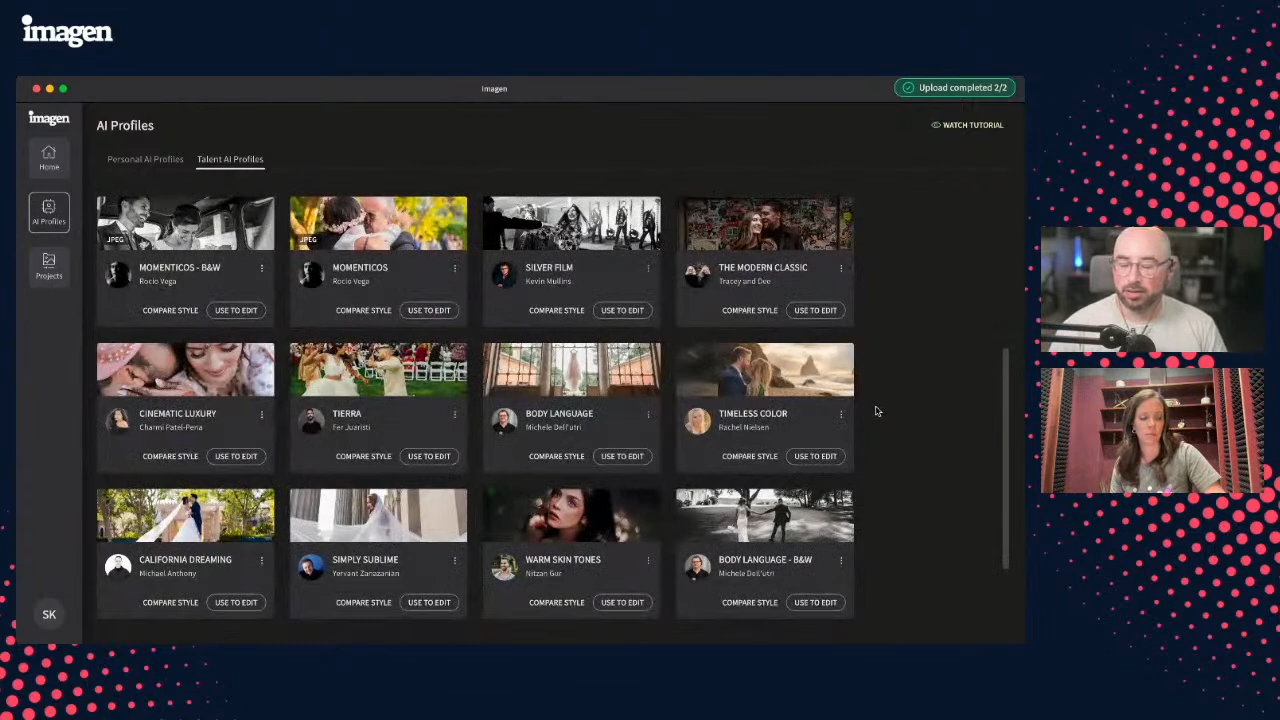 imagen
Imagen
Upload completed 2/2
imagen
Home
AI Profiles
Projects
SK
AI Profiles
WATCH TUTORIAL
Personal AI Profiles
Talent AI Profiles
JPEG
MOMENTICOS - B&W
Rocio Vega
COMPARE STYLE
USE TO EDIT
JPEG
MOMENTICOS
Rocio Vega
COMPARE STYLE
USE TO EDIT
SILVER FILM
Kevin Mullins
COMPARE STYLE
USE TO EDIT
THE MODERN CLASSIC
Tracey and Dee
COMPARE STYLE
USE TO EDIT
CINEMATIC LUXURY
Charmi Patel-Pena
COMPARE STYLE
USE TO EDIT
TIERRA
Fer Juaristi
COMPARE STYLE
USE TO EDIT
BODY LANGUAGE
Michele Dell'utri
COMPARE STYLE
USE TO EDIT
TIMELESS COLOR
Rachel Nielsen
COMPARE STYLE
USE TO EDIT
CALIFORNIA DREAMING
Michael Anthony
COMPARE STYLE
USE TO EDIT
SIMPLY SUBLIME
Yervant Zanazanian
COMPARE STYLE
USE TO EDIT
WARM SKIN TONES
Nitzan Gur
COMPARE STYLE
USE TO EDIT
BODY LANGUAGE - B&W
Michele Dell'utri
COMPARE STYLE
USE TO EDIT